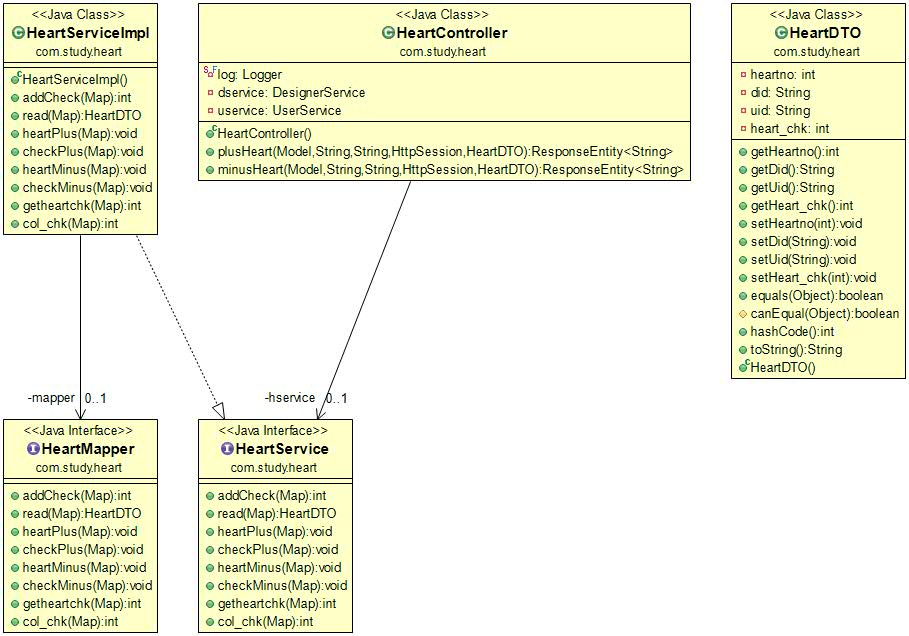 <<Java Class>>
HeartServiceImpl
com.study.heart
HeartServiceImpl()
addCheck(Map):int
read(Map):HeartDTO
heartPlus(Map):void
checkPlus(Map):void
heartMinus(Map):void
checkMinus(Map):void
getheartchk(Map):int
col_chk(Map):int
<<Java Class>>
HeartController
com.study.heart
log: Logger
dservice: DesignerService
uservice: UserService
HeartController()
plusHeart(Model,String,String,HttpSession,HeartDTO):ResponseEntity<String>
minusHeart(Model,String,String,HttpSession,HeartDTO):ResponseEntity<String>
<<Java Class>>
HeartDTO
com.study.heart
heartno: int
did: String
uid: String
heart_chk: int
getHeartno():int
getDid():String
getUid():String
getHeart_chk():int
setHeartno(int):void
setDid(String):void
setUid(String):void
setHeart_chk(int):void
equals(Object):boolean
canEqual(Object):boolean
hashCode():int
toString():String
HeartDTO()
-mapper 0..1
-hservice 0..1
<<Java Interface>>
HeartMapper
com.study.heart
addCheck(Map):int
read(Map):HeartDTO
heartPlus(Map):void
checkPlus(Map):void
heartMinus(Map):void
checkMinus(Map):void
getheartchk(Map):int
col_chk(Map):int
<<Java Interface>>
HeartService
com.study.heart
addCheck(Map):int
read(Map):HeartDTO
heartPlus(Map):void
checkPlus(Map):void
heartMinus(Map):void
checkMinus(Map):void
getheartchk(Map):int
col_chk(Map):int